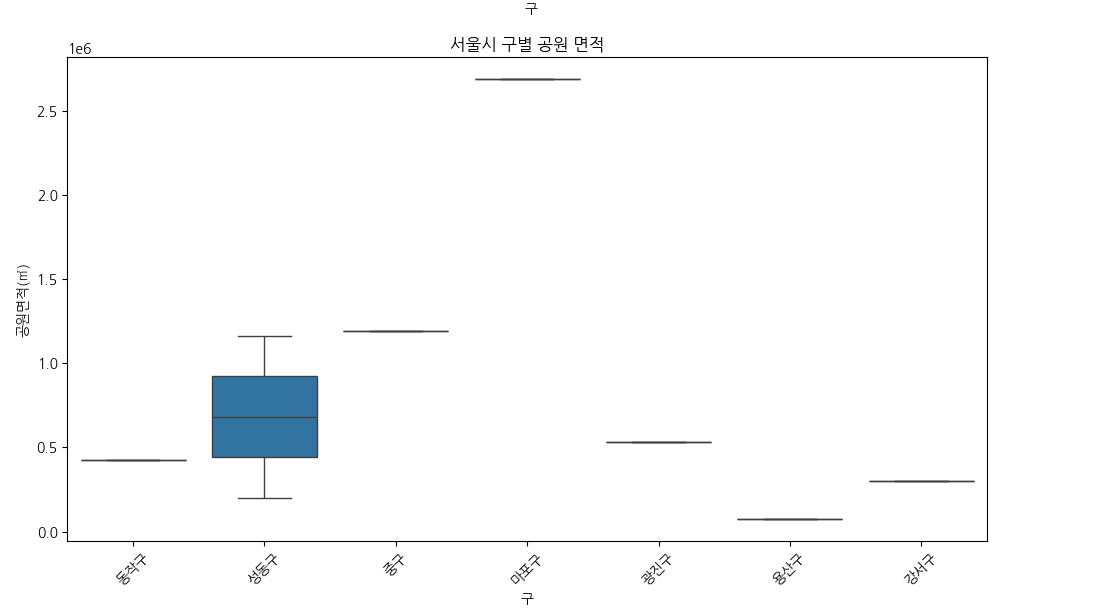 구
서울시 구별 공원 면적
1e6
2.5
2.0
1.5
1.0
0.5
0.0
공원면적(㎡)
동작구
성동구
중구
마포구
광진구
용산구
강서구
구